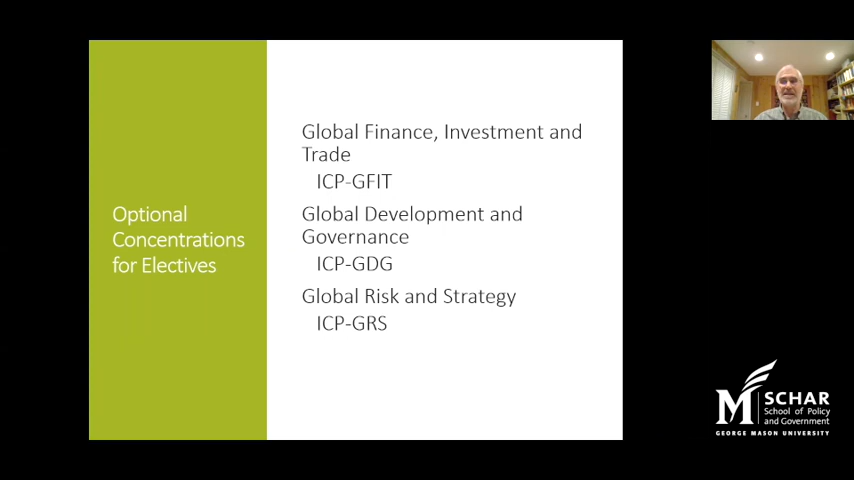 Optional
Concentrations
for Electives
Global Finance, Investment and
Trade
ICP-GFIT
Global Development and
Governance
ICP-GDG
Global Risk and Strategy
ICP-GRS
M SCHAR
School of Policy
and Government
GEORGE MASON UNIVERSITY